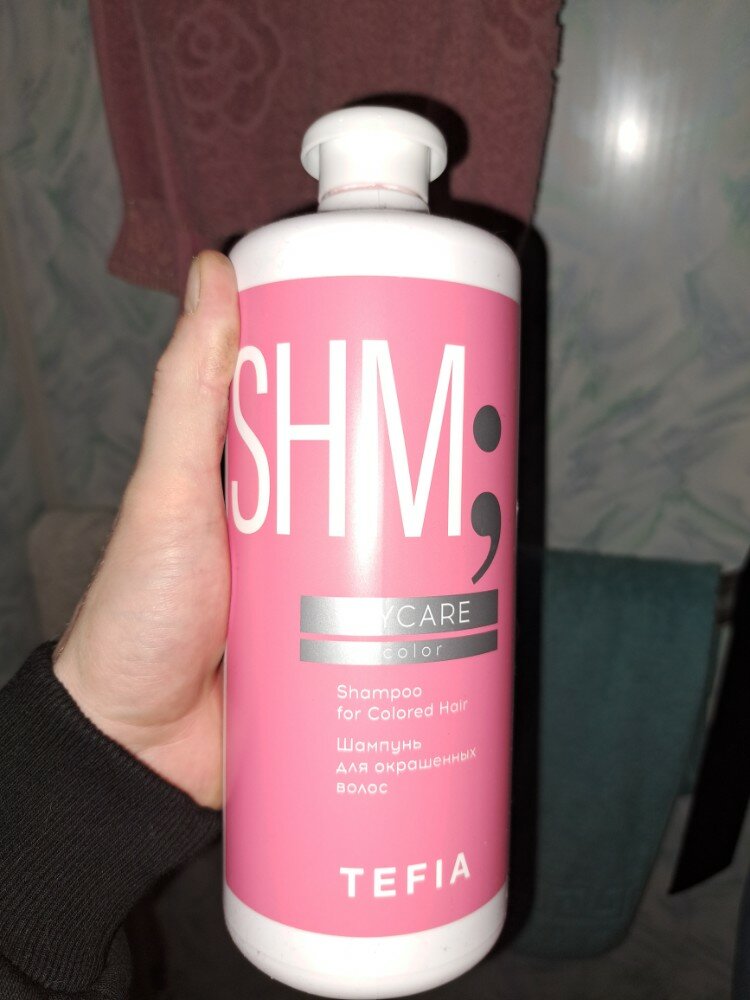 SHM;
YCARE
color
Shampoo
for Colored Hair
Шампунь
для окрашенных
волос
TEFIA